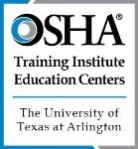 OSHA®
Training Institute
Education Centers
The University of
Texas at Arlington